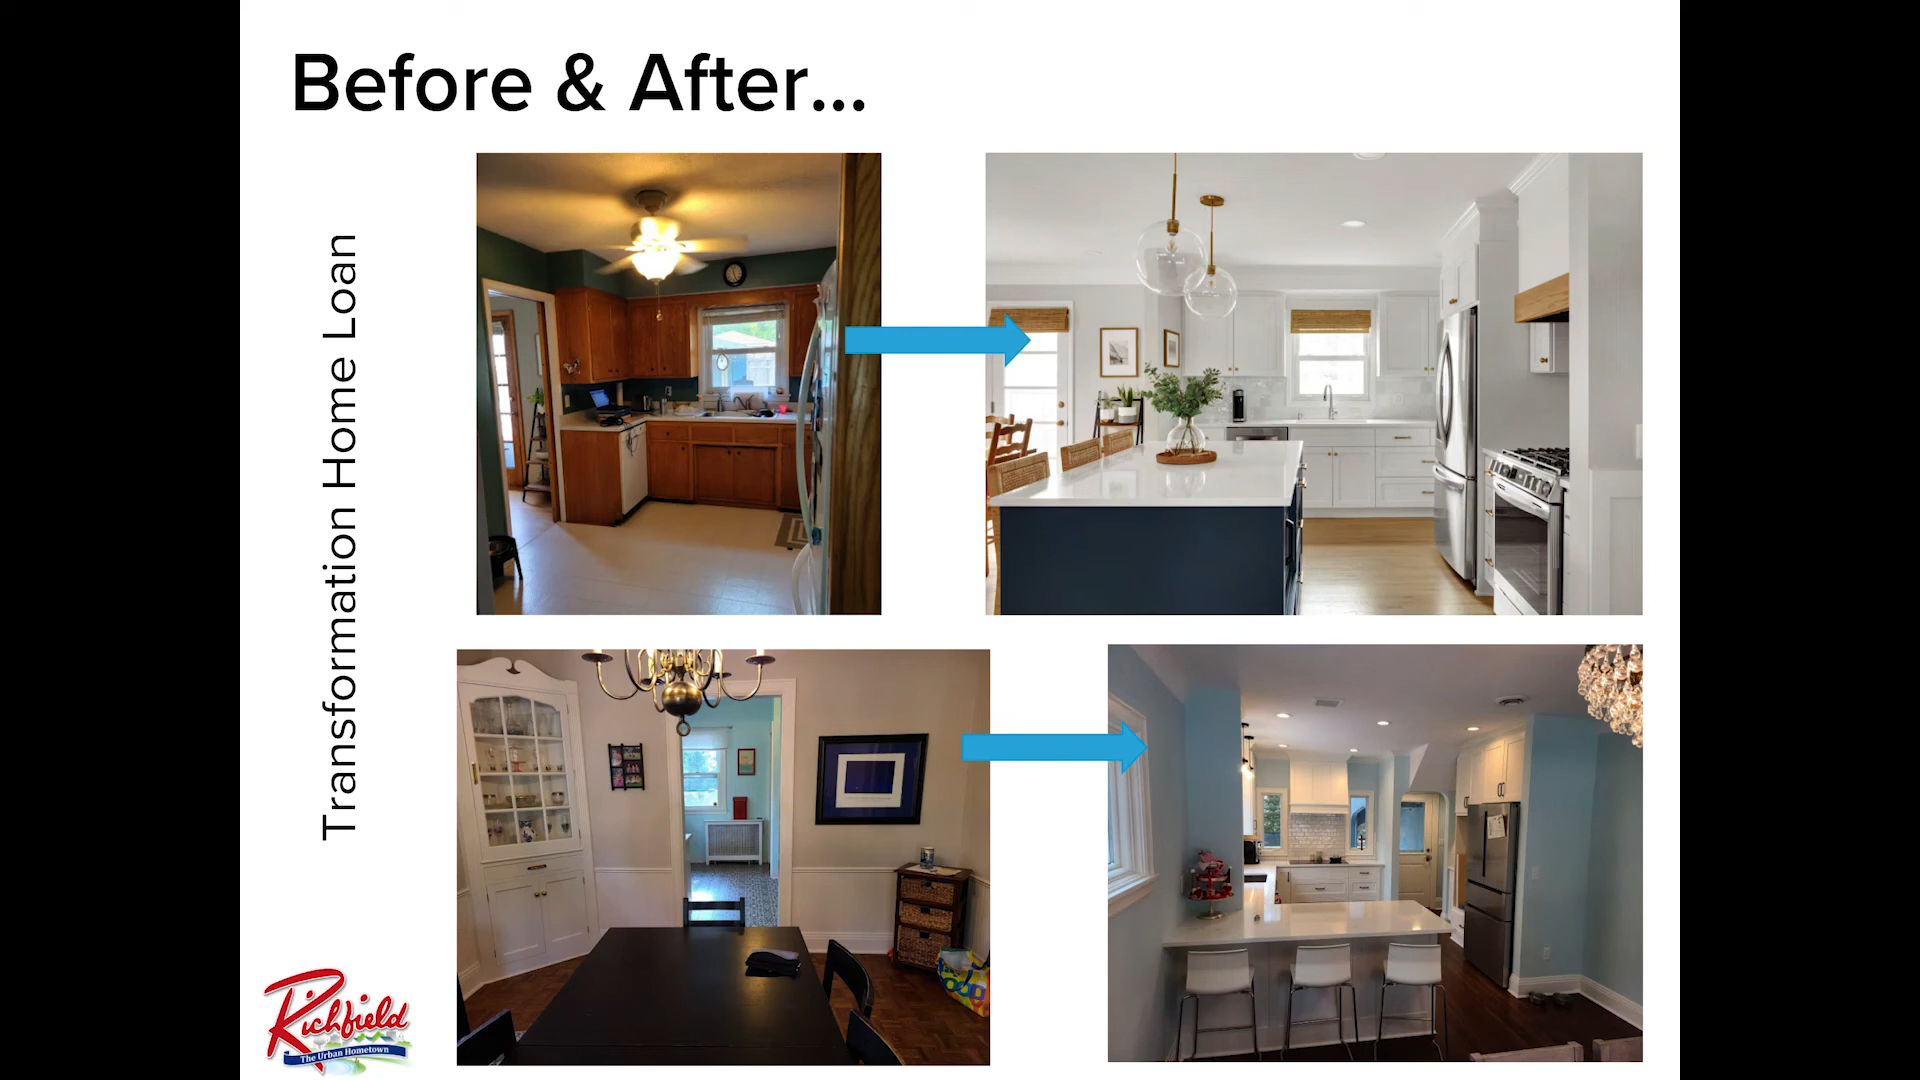 Before & After...
Transformation Home Loan
Richfield
The Urban Hometown